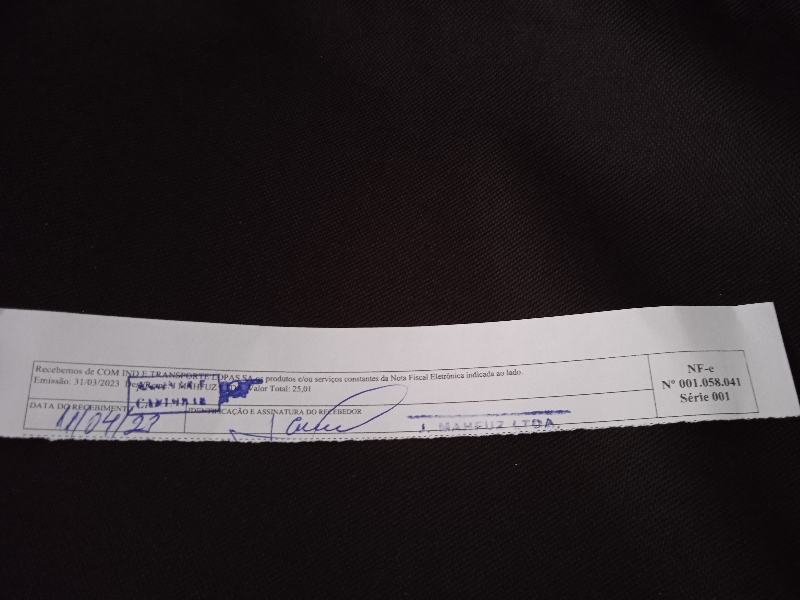 Recebemos de COM IND E TRANSPORTE LOPAS SA os produtos e/ou serviços constantes da Nota Fiscal Eletrônica indicada ao lado.
Emissão: 31/03/2023 MAHFUZ Valor Total: 25,01
DATA DO RECEBIMENTO
11/04/23
IDENTIFICAÇÃO E ASSINATURA DO RECEBEDOR
J. MAHFUZ LTDA
NF-e
Nº 001.058.041
Série 001